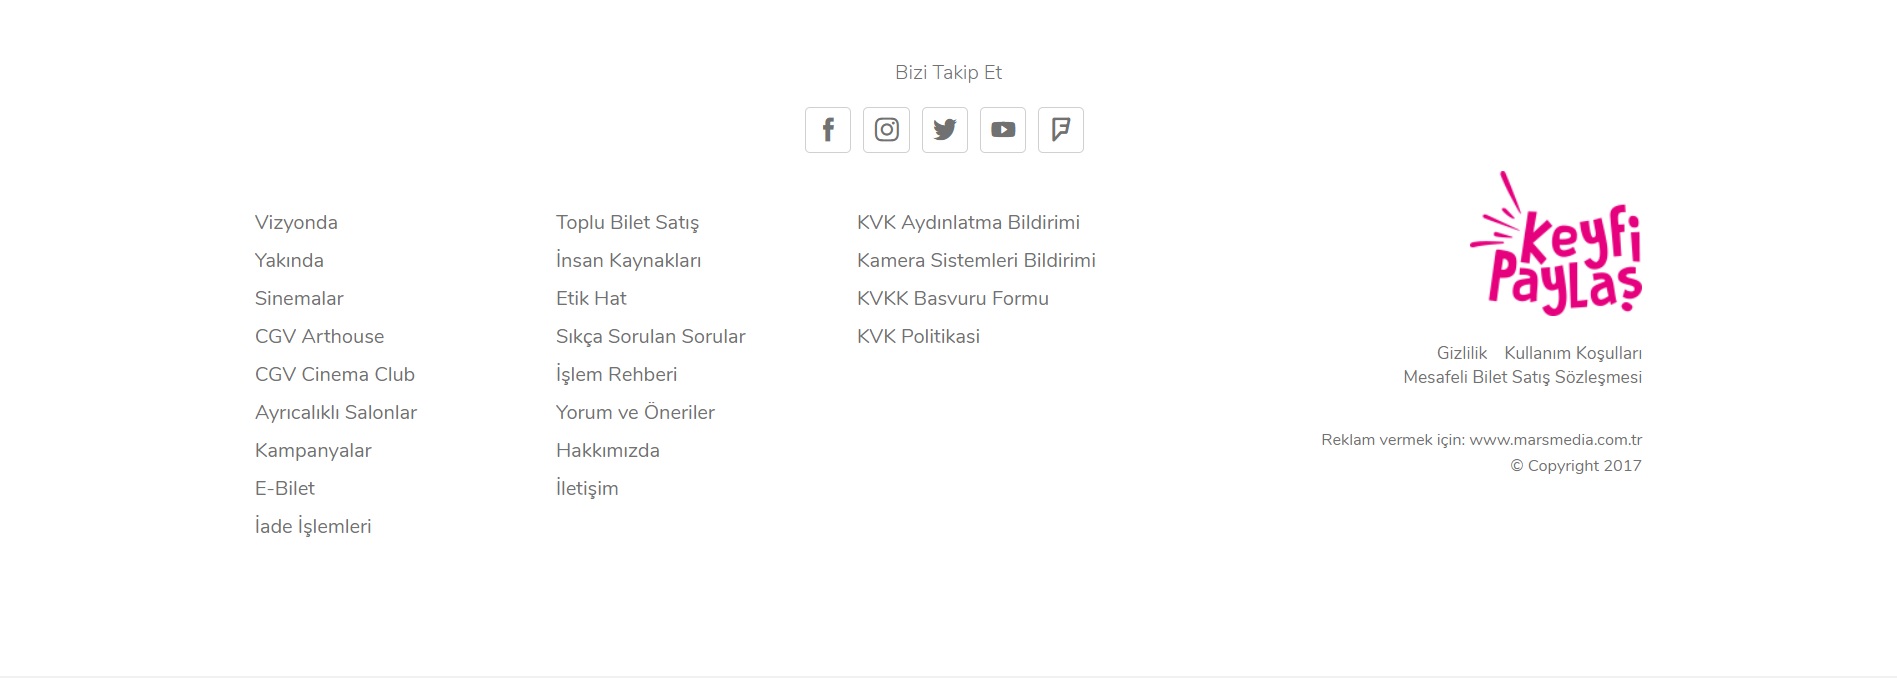 Bizi Takip Et
Vizyonda
Yakında
Sinemalar
CGV Arthouse
CGV Cinema Club
Ayrıcalıklı Salonlar
Kampanyalar
E-Bilet
İade İşlemleri
Toplu Bilet Satış
İnsan Kaynakları
Etik Hat
Sıkça Sorulan Sorular
İşlem Rehberi
Yorum ve Öneriler
Hakkımızda
İletişim
KVK Aydınlatma Bildirimi
Kamera Sistemleri Bildirimi
KVKK Basvuru Formu
KVK Politikasi
Keyfi
Paylaş
Gizlilik Kullanım Koşulları
Mesafeli Bilet Satış Sözleşmesi
Reklam vermek için: www.marsmedia.com.tr
© Copyright 2017